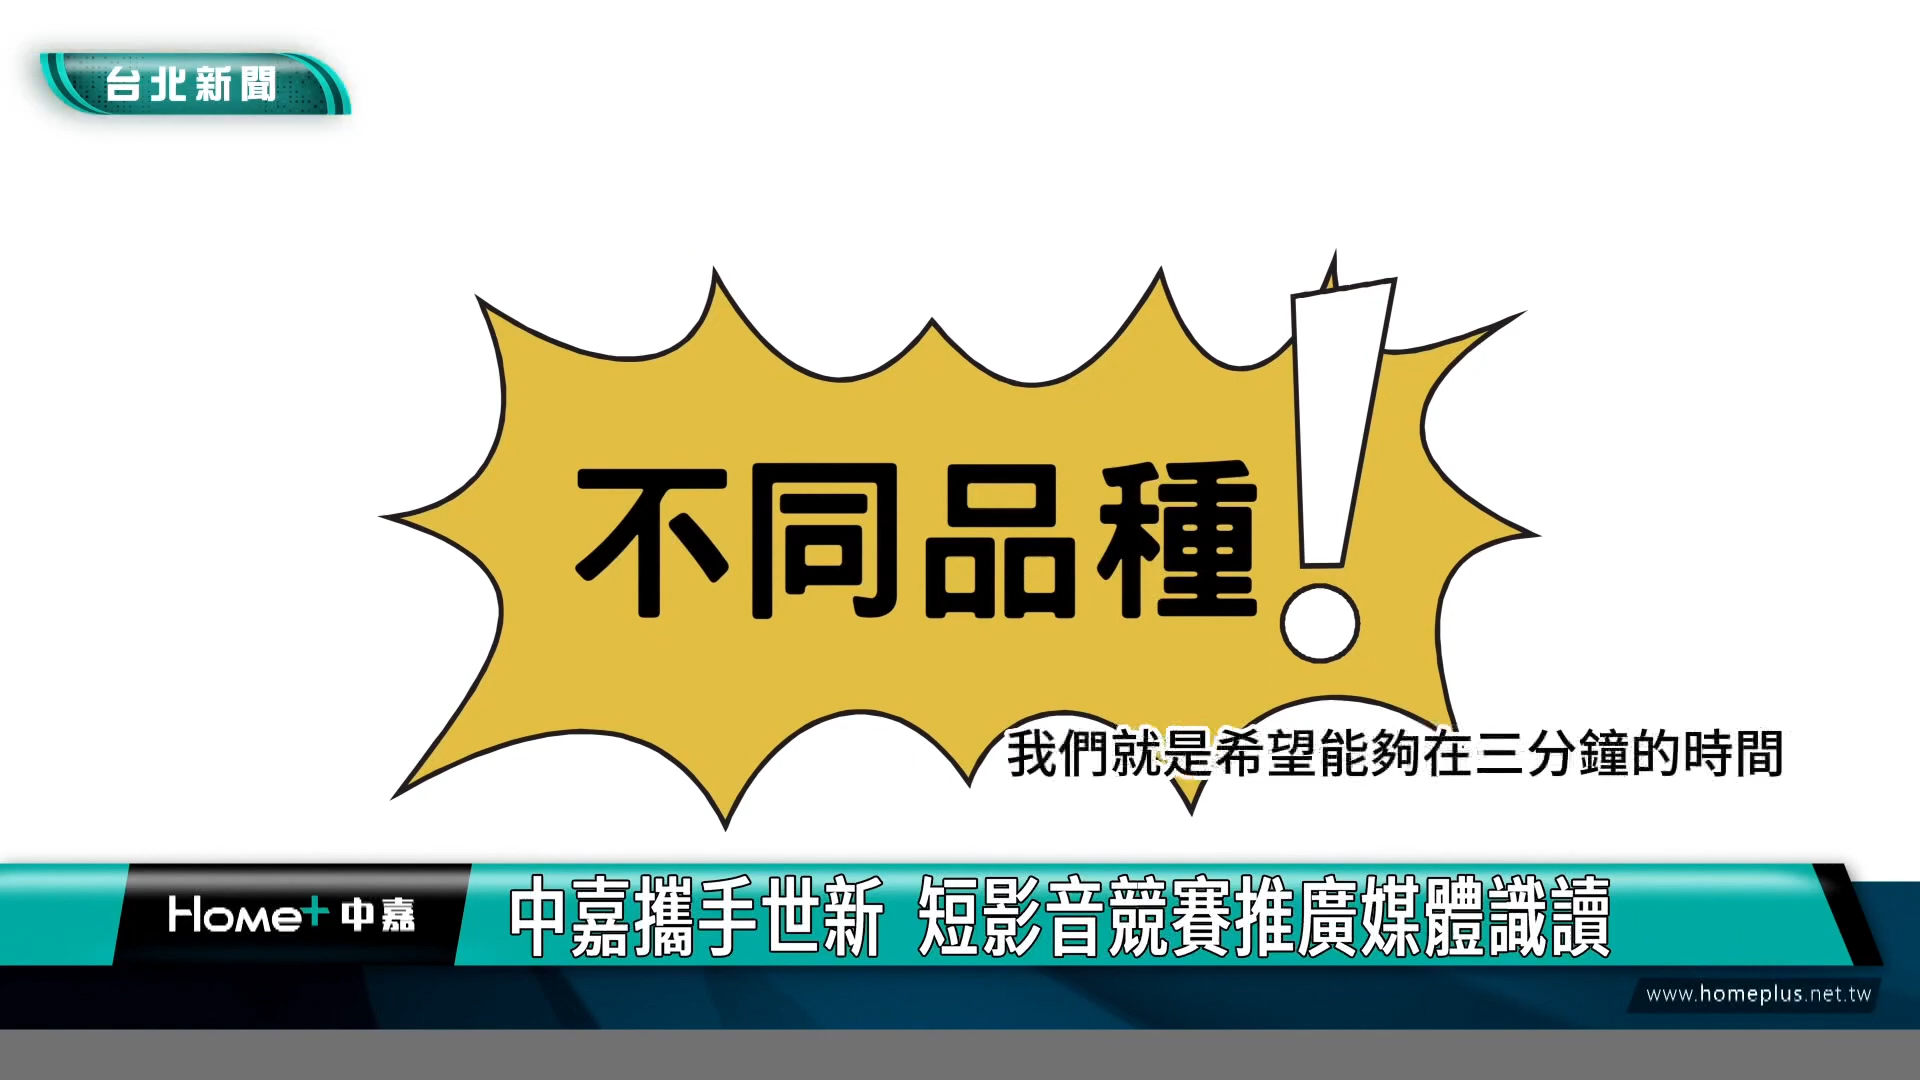 台北新聞
不同品種!
我們就是希望能夠在三分鐘的時間
Home+中嘉
中嘉攜手世新 短影音競賽推廣媒體識讀
www.homeplus.net.tw